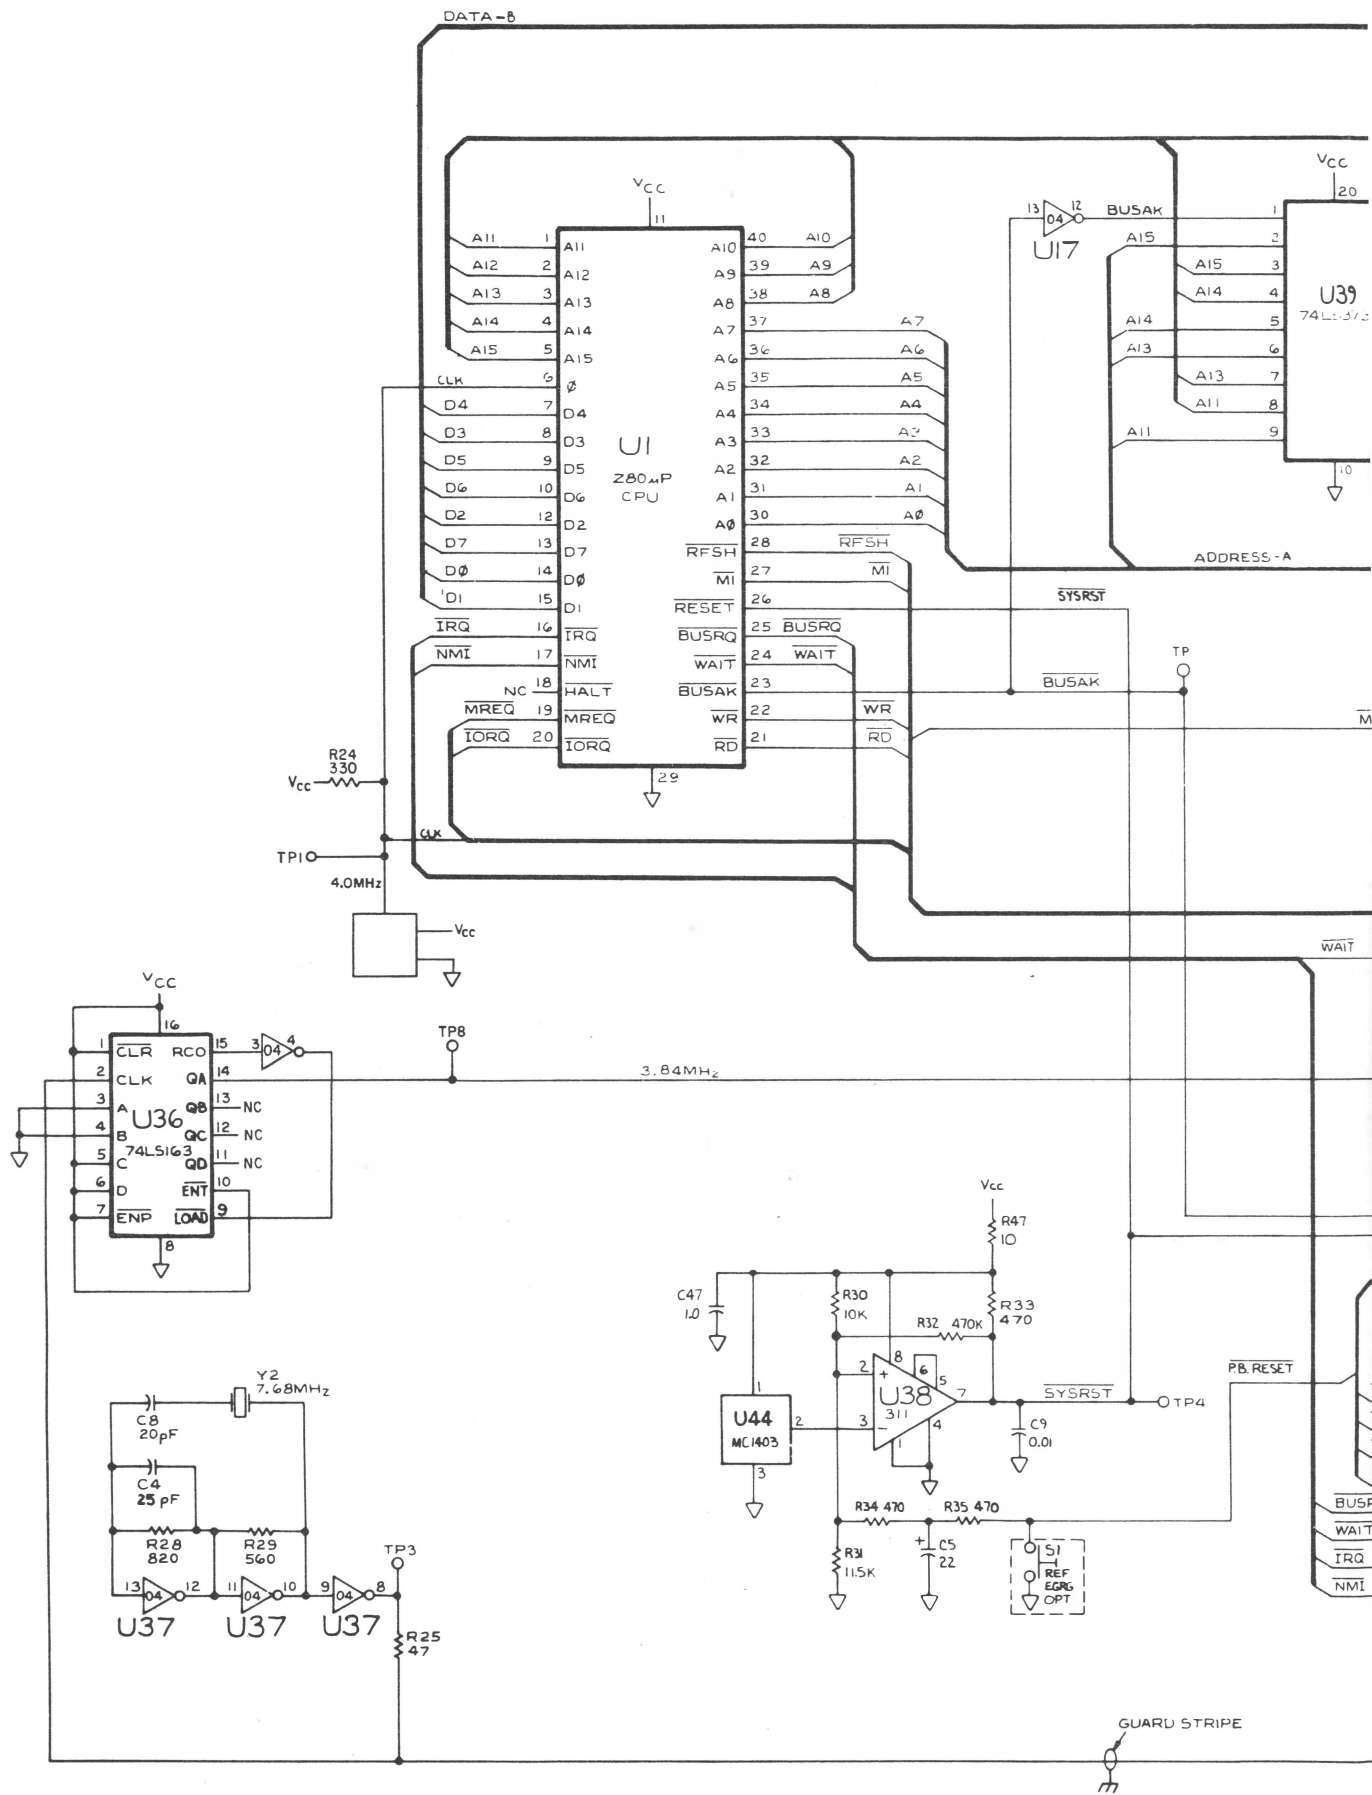 DATA-B
VCC
11
A11 1 A11
A12 2 A12
A13 3 A13
A14 4 A14
A15 5 A15
CLK 6 Ø
D4 7 D4
D3 8 D3
D5 9 D5
D6 10 D6
D2 12 D2
D7 13 D7
DØ 14 DØ
D1 15 D1
IRQ 16 IRQ
NMI 17 NMI
NC 18 HALT
MREQ 19 MREQ
IORQ 20 IORQ
U1
Z80µP
CPU
A10 40 A10
A9 39 A9
A8 38 A8
A7 37 A7
A6 36 A6
A5 35 A5
A4 34 A4
A3 33 A3
A2 32 A2
A1 31 A1
AØ 30 AØ
RFSH 28 RFSH
M1 27 M1
RESET 26 SYSRST
BUSRQ 25 BUSRQ
WAIT 24 WAIT
BUSAK 23 BUSAK
WR 22 WR
RD 21 RD
29
VCC
20
13 04 12 BUSAK 1
U17
A15 2
A15 3
A14 4
A14 5
A13 6
A13 7
A11 8
A11 9
U39
10
ADDRESS-A
TP
M
R24
330
VCC
CLK
TP1
4.0MHz
VCC
WAIT
VCC
16
1 CLR RCO 15 3 04 4
2 CLK QA 14
3 A QB 13 NC
4 B QC 12 NC
5 C QD 11 NC
6 D ENT 10
7 ENP LOAD 9
U36
74LS163
8
TP8
3.84MHz
VCC
R47
10
C47
1.0
R30
10K
R33
470
R32 470K
8
6
5
2 +
U38
311
7
3 −
4
1
SYSRST
TP4
1
U44
MC1403
2
3
C9
0.01
P.B. RESET
R34 470
R35 470
R31
11.5K
+ C5
22
S1
REF
EGRG
OPT
BUSR
WAIT
IRQ
NMI
Y2
7.68MHz
C8
20pF
C4
25pF
R28
820
R29
560
TP3
13 04 12
11 04 10
9 04 8
U37
U37
U37
R25
47
GUARD STRIPE